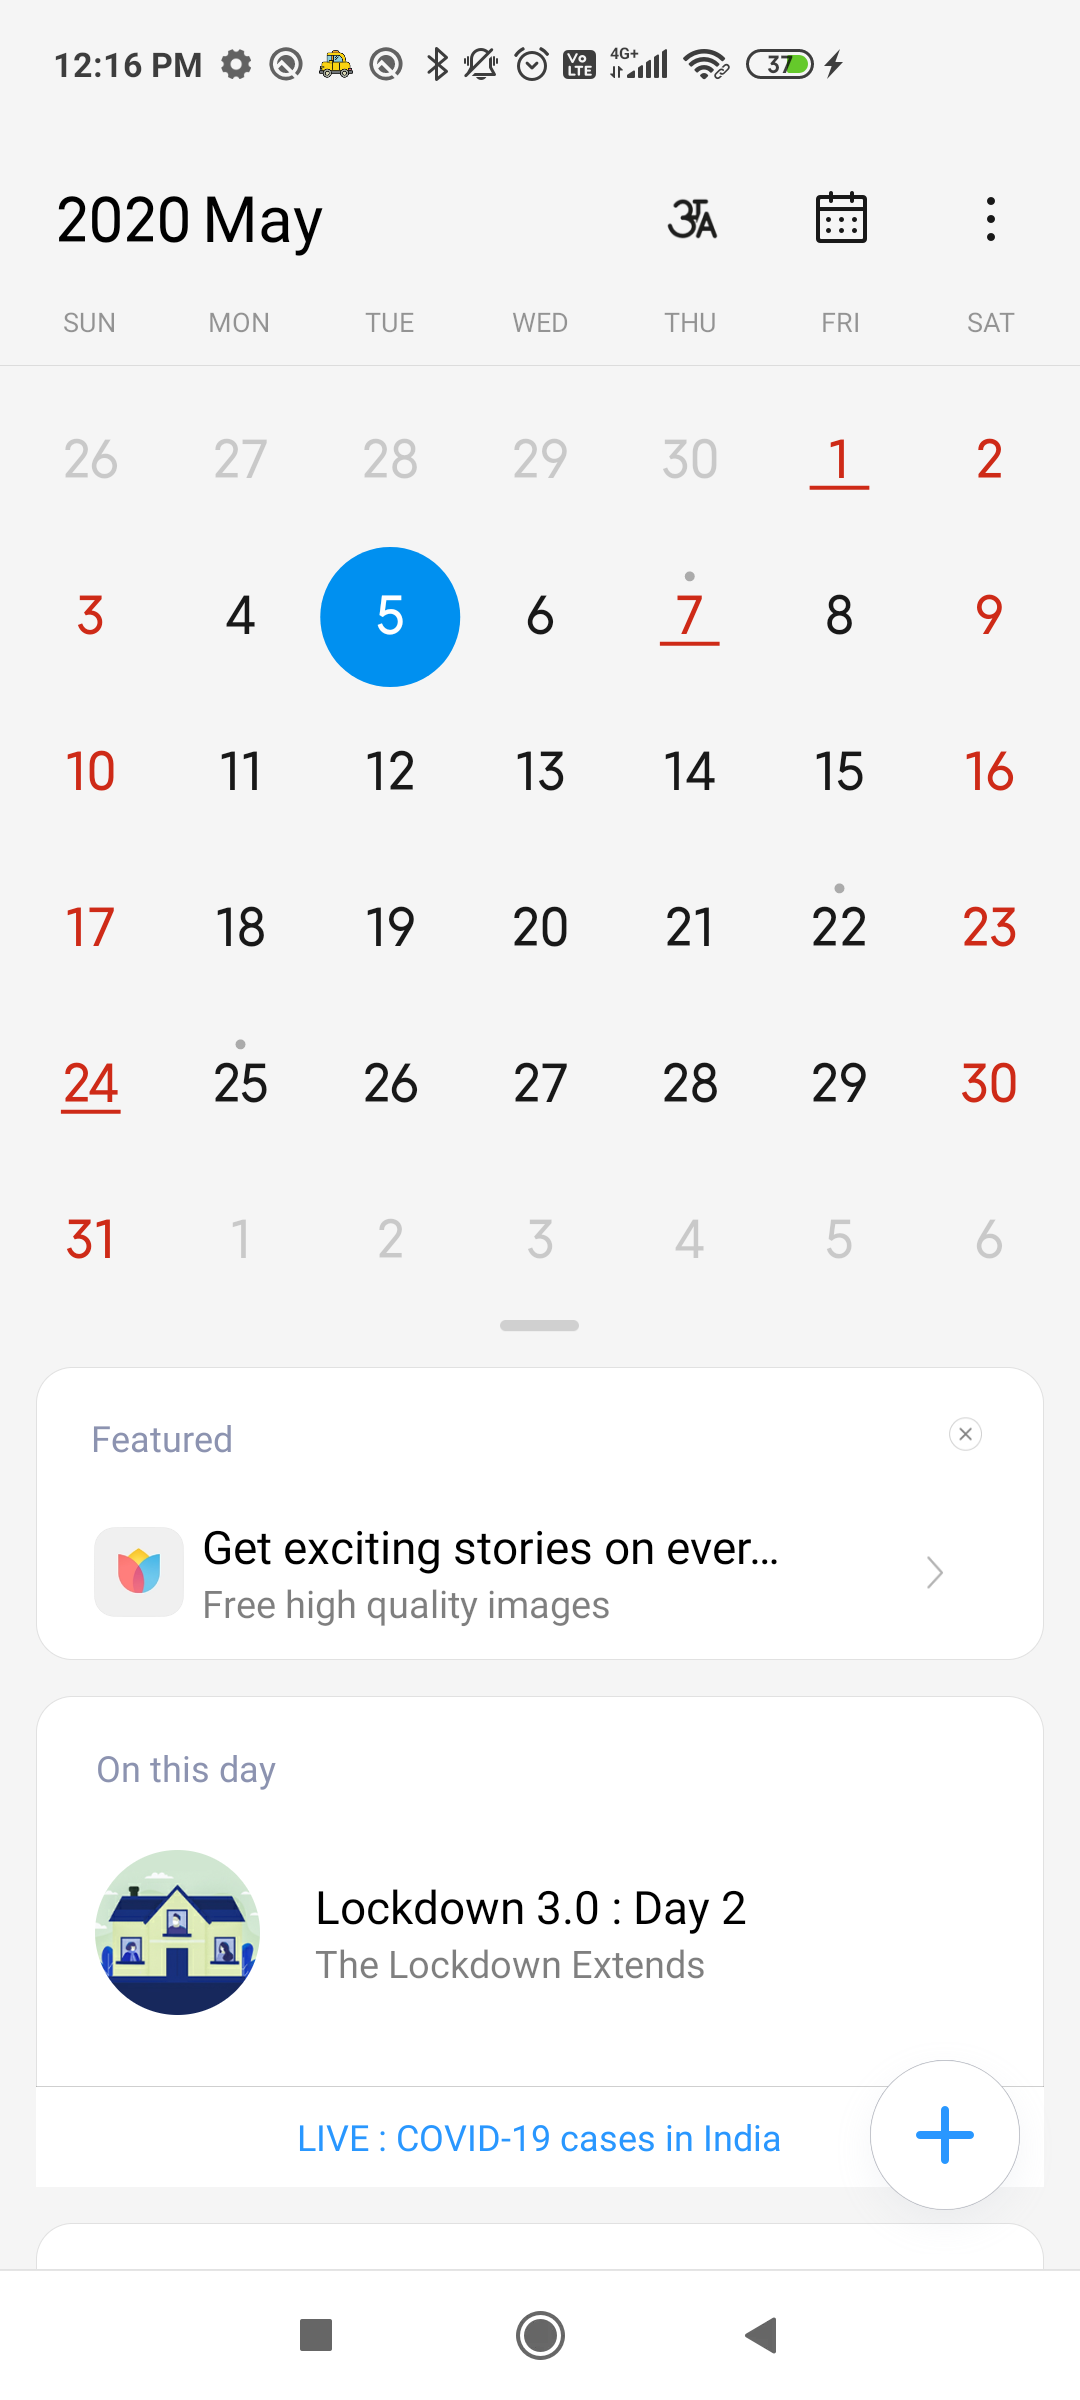 12:16 PM Vo LTE 4G+ 37
2020 May अA
SUN MON TUE WED THU FRI SAT
26 27 28 29 30 1 2
3 4 5 6 7 8 9
10 11 12 13 14 15 16
17 18 19 20 21 22 23
24 25 26 27 28 29 30
31 1 2 3 4 5 6
Featured
Get exciting stories on ever...
Free high quality images
On this day
Lockdown 3.0 : Day 2
The Lockdown Extends
LIVE : COVID-19 cases in India